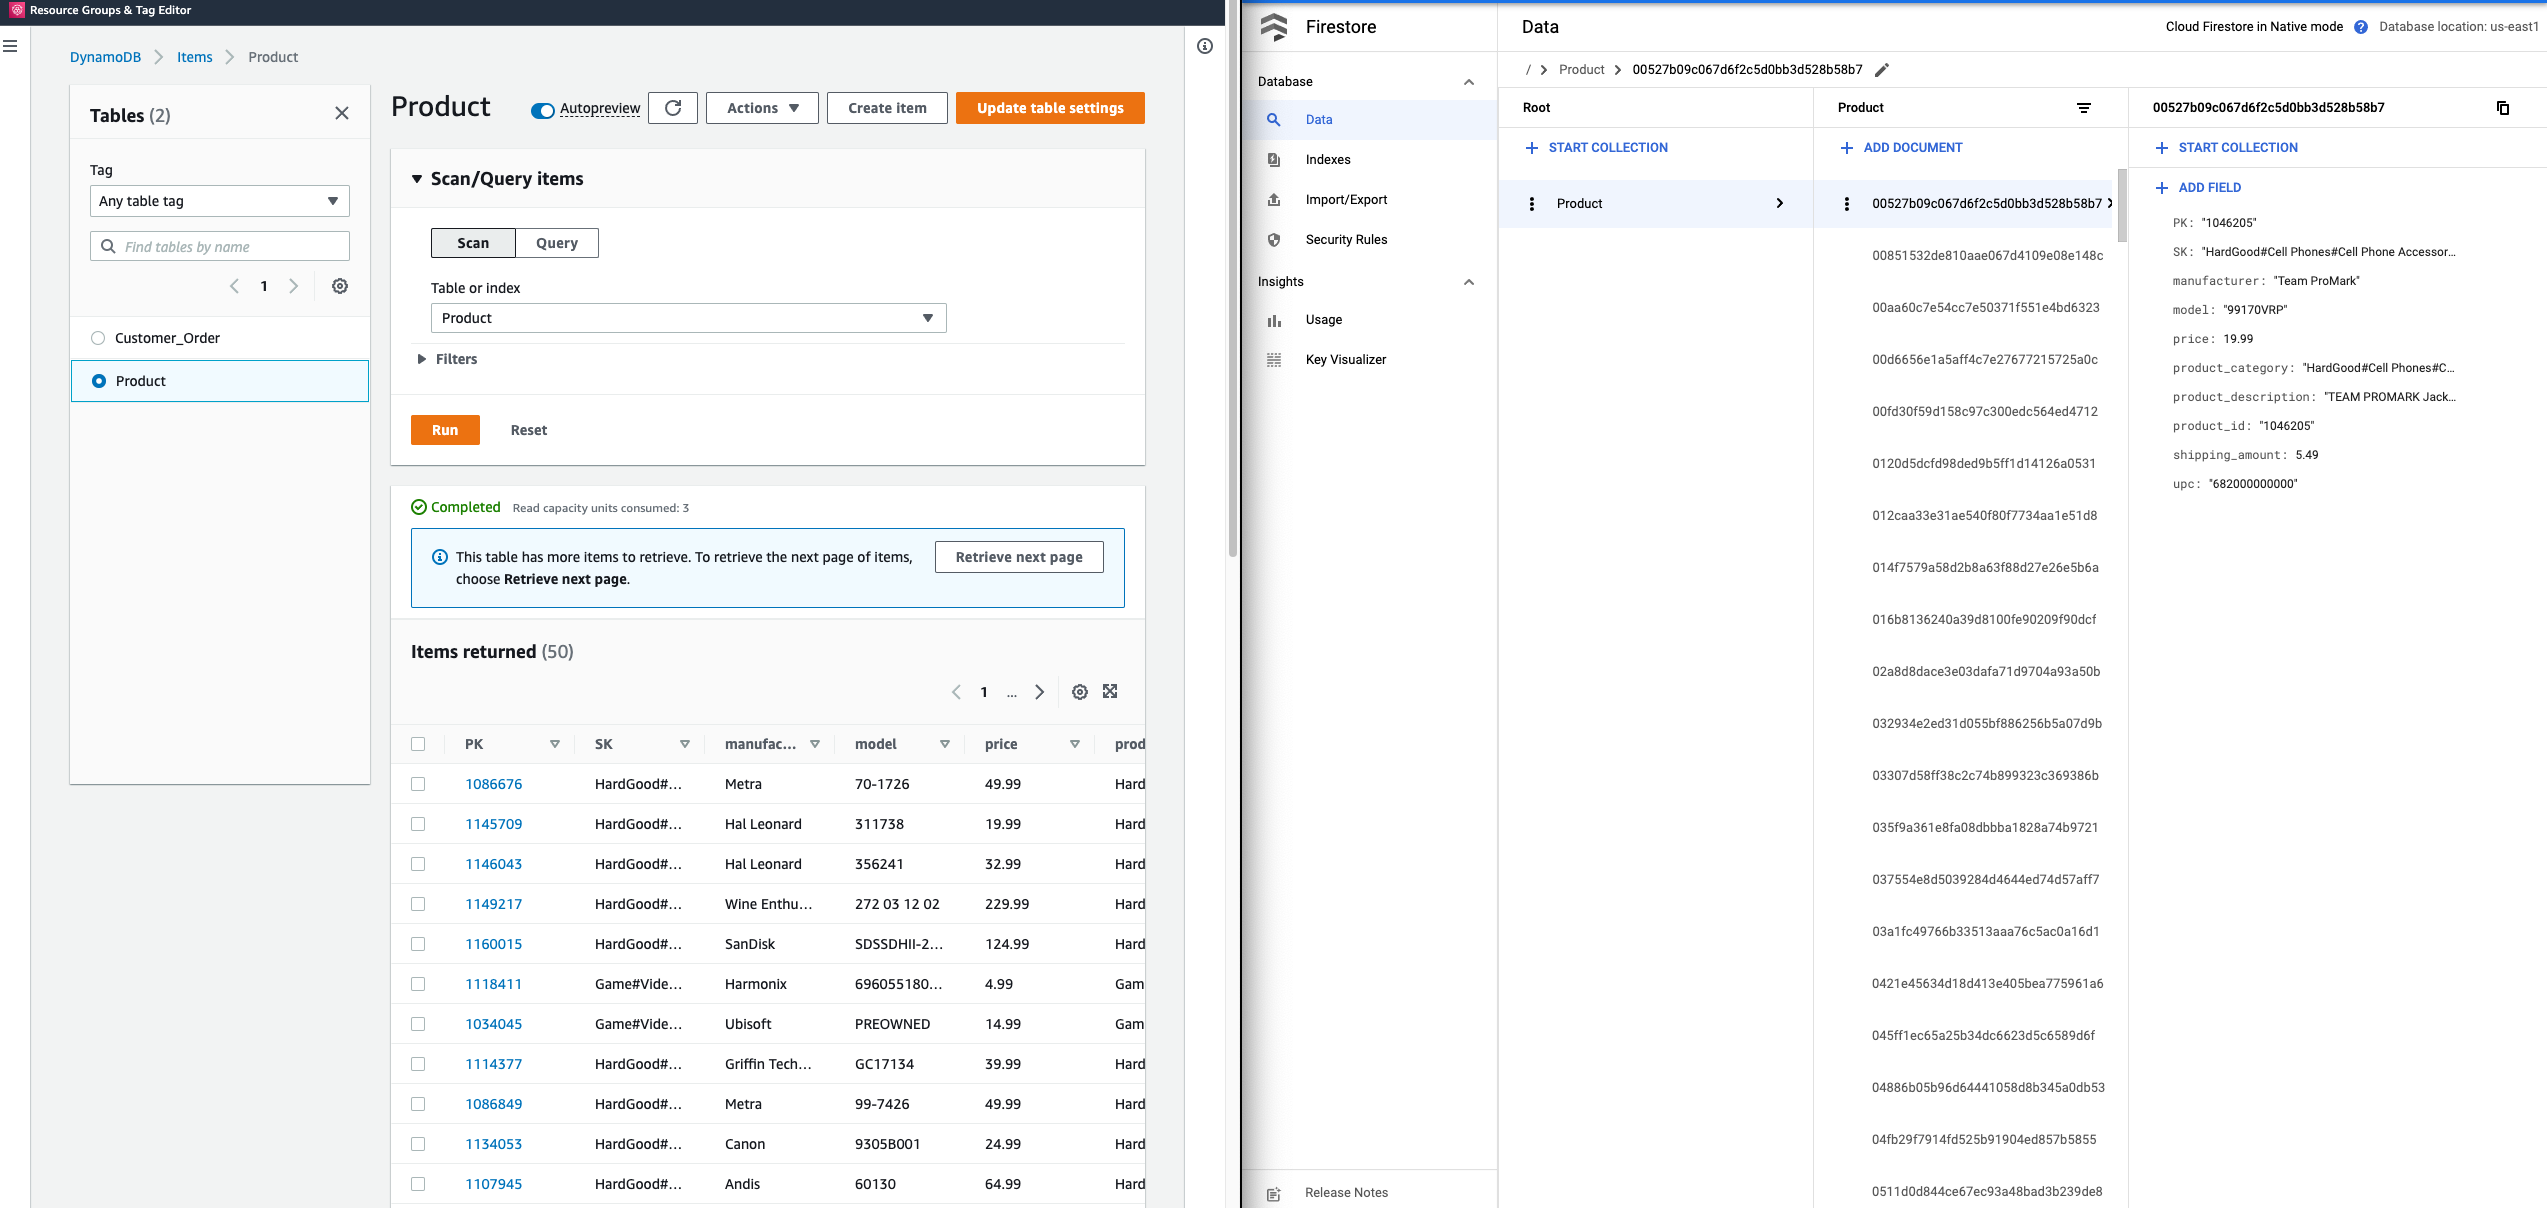 Resource Groups & Tag Editor
DynamoDB
Items
Product
Tables (2)
Tag
Any table tag
Find tables by name
1
Customer_Order
Product
Product
Autopreview
Actions
Create item
Update table settings
Scan/Query items
Scan
Query
Table or index
Product
Filters
Run
Reset
Completed
Read capacity units consumed: 3
This table has more items to retrieve. To retrieve the next page of items,
choose Retrieve next page.
Retrieve next page
Items returned (50)
1 ...
PK SK manufac... model price prod
1086676 HardGood#... Metra 70-1726 49.99 Hard
1145709 HardGood#... Hal Leonard 311738 19.99 Hard
1146043 HardGood#... Hal Leonard 356241 32.99 Hard
1149217 HardGood#... Wine Enthu... 272 03 12 02 229.99 Hard
1160015 HardGood#... SanDisk SDSSDHII-2... 124.99 Hard
1118411 Game#Vide... Harmonix 696055180... 4.99 Gam
1034045 Game#Vide... Ubisoft PREOWNED 14.99 Gam
1114377 HardGood#... Griffin Tech... GC17134 39.99 Hard
1086849 HardGood#... Metra 99-7426 49.99 Hard
1134053 HardGood#... Canon 9305B001 24.99 Hard
1107945 HardGood#... Andis 60130 64.99 Hard
Firestore
Database
Data
Indexes
Import/Export
Security Rules
Insights
Usage
Key Visualizer
Release Notes
Data
Cloud Firestore in Native mode
Database location: us-east1
/ Product 00527b09c067d6f2c5d0bb3d528b58b7
Root
START COLLECTION
Product
Product
ADD DOCUMENT
00527b09c067d6f2c5d0bb3d528b58b7
00851532de810aae067d4109e08e148c
00aa60c7e54cc7e50371f551e4bd6323
00d6656e1a5aff4c7e27677215725a0c
00fd30f59d158c97c300edc564ed4712
0120d5dcfd98ded9b5ff1d14126a0531
012caa33e31ae540f80f7734aa1e51d8
014f7579a58d2b8a63f88d27e26e5b6a
016b8136240a39d8100fe90209f90dcf
02a8d8dace3e03dafa71d9704a93a50b
032934e2ed31d055bf886256b5a07d9b
03307d58ff38c2c74b899323c369386b
035f9a361e8fa08dbbba1828a74b9721
037554e8d5039284d4644ed74d57aff7
03a1fc49766b33513aaa76c5ac0a16d1
0421e45634d18d413e405bea775961a6
045ff1ec65a25b34dc6623d5c6589d6f
04886b05b96d64441058d8b345a0db53
04fb29f7914fd525b91904ed857b5855
0511d0d844ce67ec93a48bad3b239de8
00527b09c067d6f2c5d0bb3d528b58b7
START COLLECTION
ADD FIELD
PK: "1046205"
SK: "HardGood#Cell Phones#Cell Phone Accessor...
manufacturer: "Team ProMark"
model: "99170VRP"
price: 19.99
product_category: "HardGood#Cell Phones#C...
product_description: "TEAM PROMARK Jack...
product_id: "1046205"
shipping_amount: 5.49
upc: "682000000000"